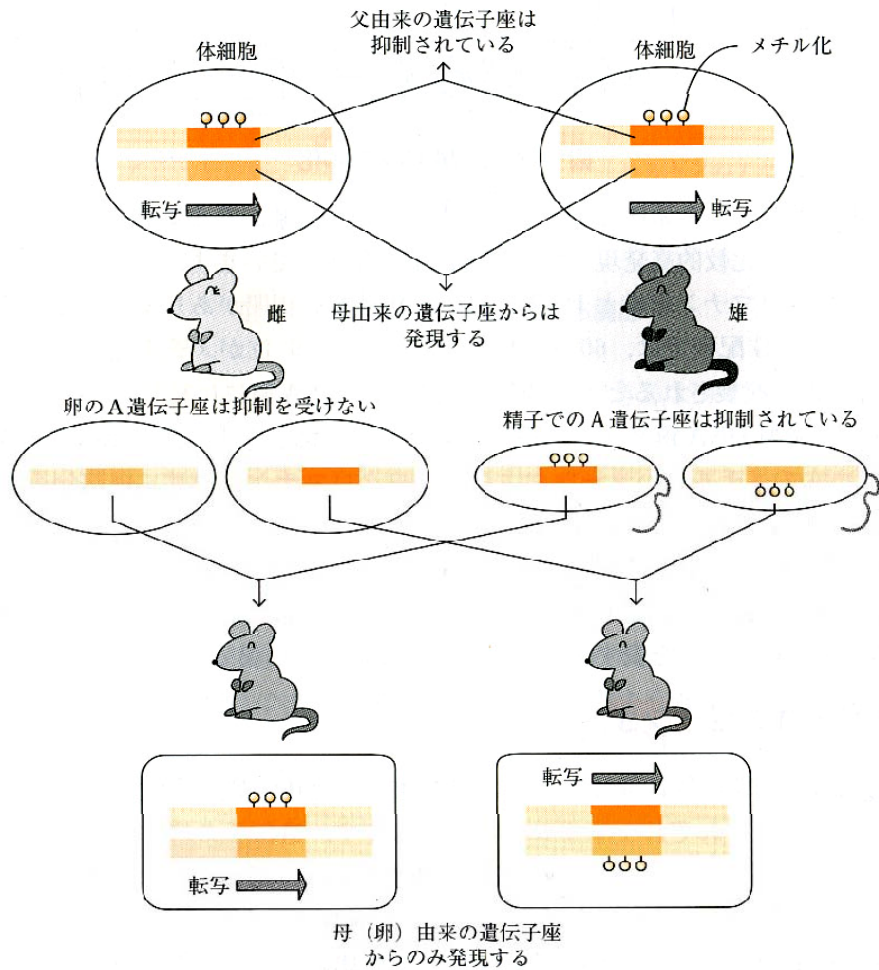 父由来の遺伝子座は
抑制されている
体細胞
体細胞
メチル化
転写
転写
雌
母由来の遺伝子座からは
発現する
雄
卵のA遺伝子座は抑制を受けない
精子でのA遺伝子座は抑制されている
転写
転写
母（卵）由来の遺伝子座
からのみ発現する